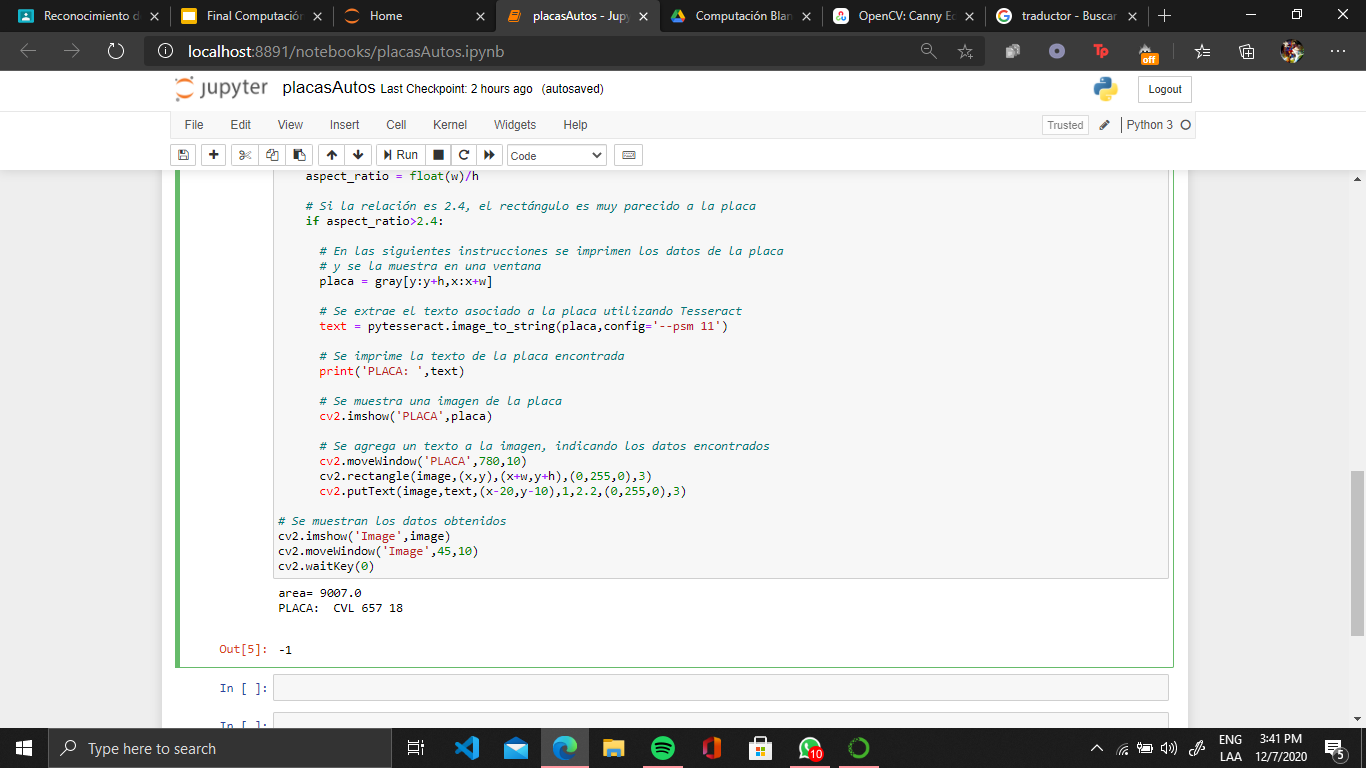 Reconocimiento d
Final Computación
Home
placasAutos - Jupy
Computación Blan
OpenCV: Canny Ed
traductor - Buscar
localhost:8891/notebooks/placasAutos.ipynb
Tp
off
jupyter placasAutos Last Checkpoint: 2 hours ago (autosaved)
Logout
File Edit View Insert Cell Kernel Widgets Help
Trusted Python 3
Run Code
aspect_ratio = float(w)/h
# Si la relación es 2.4, el rectángulo es muy parecido a la placa
if aspect_ratio>2.4:
# En las siguientes instrucciones se imprimen los datos de la placa
# y se la muestra en una ventana
placa = gray[y:y+h,x:x+w]
# Se extrae el texto asociado a la placa utilizando Tesseract
text = pytesseract.image_to_string(placa,config='--psm 11')
# Se imprime la texto de la placa encontrada
print('PLACA: ',text)
# Se muestra una imagen de la placa
cv2.imshow('PLACA',placa)
# Se agrega un texto a la imagen, indicando los datos encontrados
cv2.moveWindow('PLACA',780,10)
cv2.rectangle(image,(x,y),(x+w,y+h),(0,255,0),3)
cv2.putText(image,text,(x-20,y-10),1,2.2,(0,255,0),3)
# Se muestran los datos obtenidos
cv2.imshow('Image',image)
cv2.moveWindow('Image',45,10)
cv2.waitKey(0)
area= 9007.0
PLACA:  CVL 657 18
Out[5]: -1
In [ ]:
In [ ]:
Type here to search
10
ENG
LAA
3:41 PM
12/7/2020
5